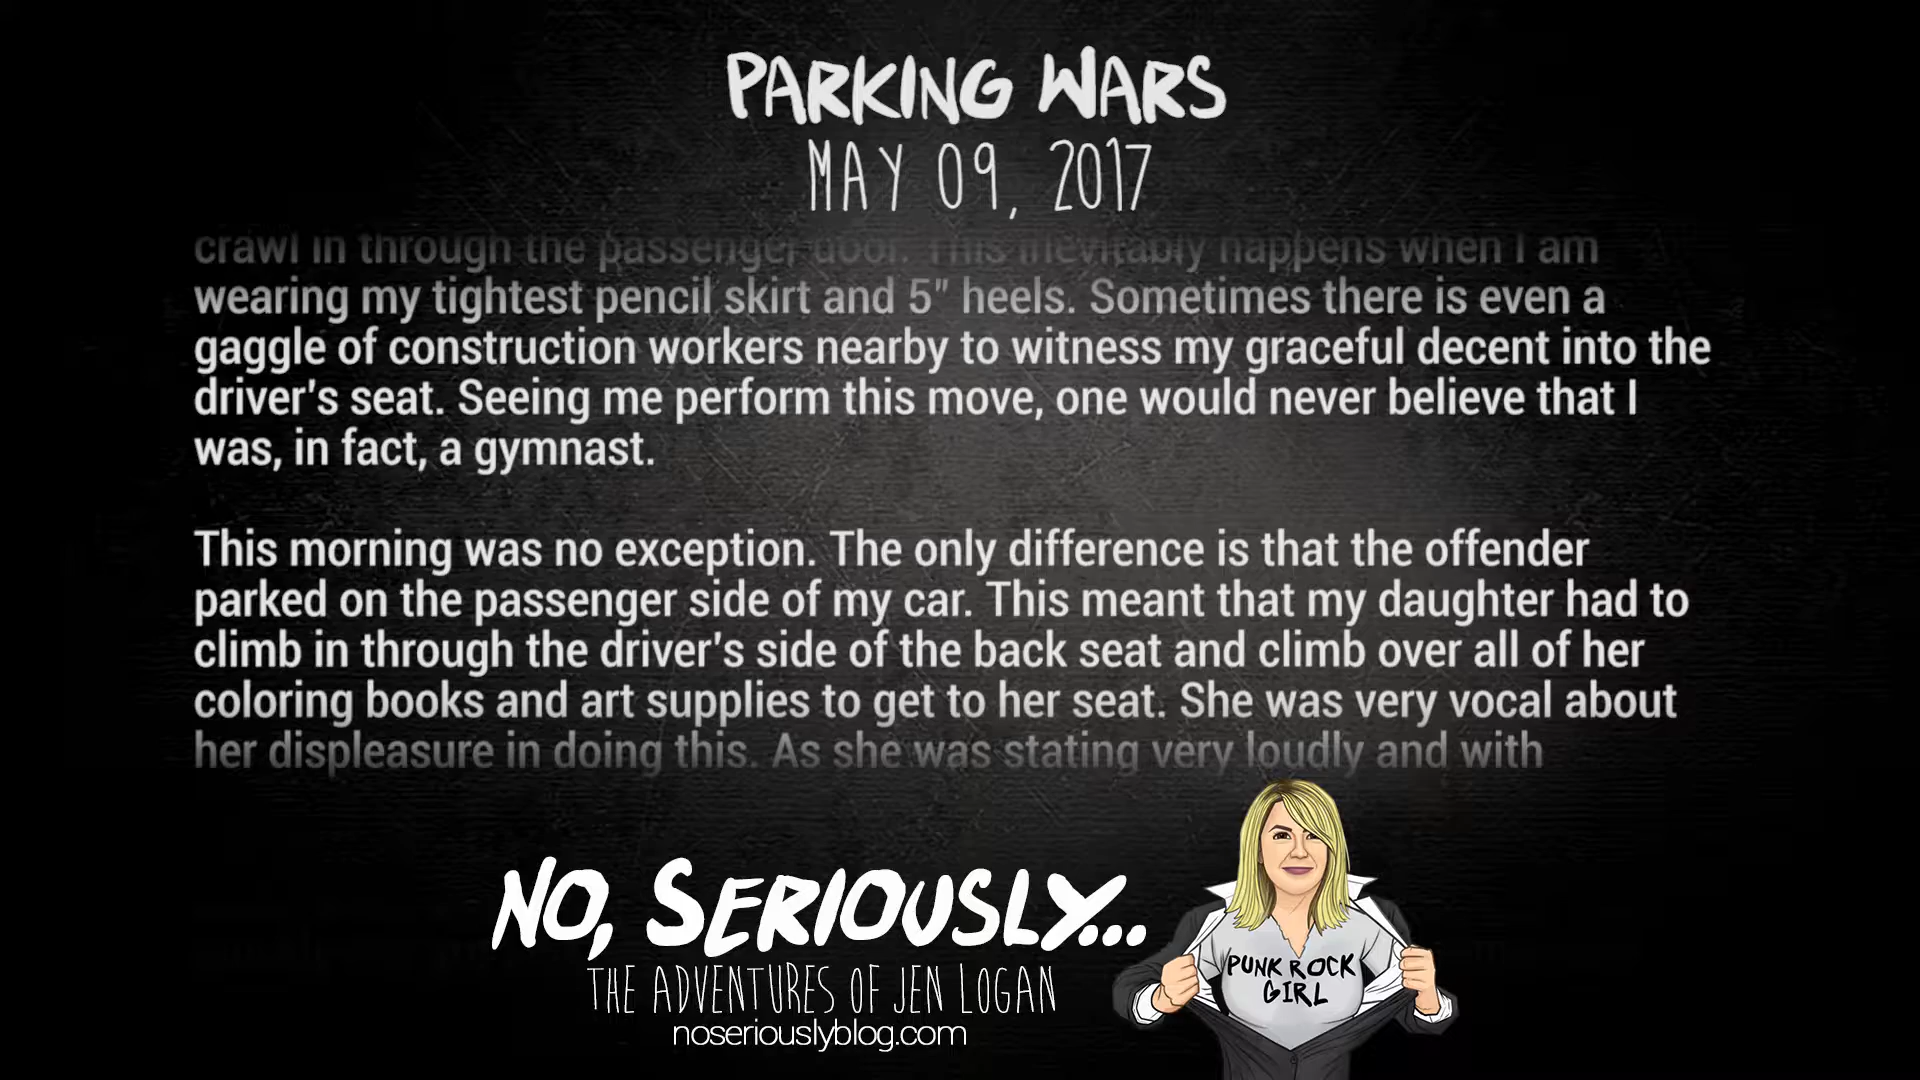 PARKING WARS
MAY 09, 2017
crawl in through the passenger door. This inevitably happens when I am
wearing my tightest pencil skirt and 5" heels. Sometimes there is even a
gaggle of construction workers nearby to witness my graceful decent into the
driver's seat. Seeing me perform this move, one would never believe that I
was, in fact, a gymnast.
This morning was no exception. The only difference is that the offender
parked on the passenger side of my car. This meant that my daughter had to
climb in through the driver's side of the back seat and climb over all of her
coloring books and art supplies to get to her seat. She was very vocal about
her displeasure in doing this. As she was stating very loudly and with
NO, SERIOUSLY...
THE ADVENTURES OF JEN LOGAN
noseriouslyblog.com
PUNK ROCK
GIRL